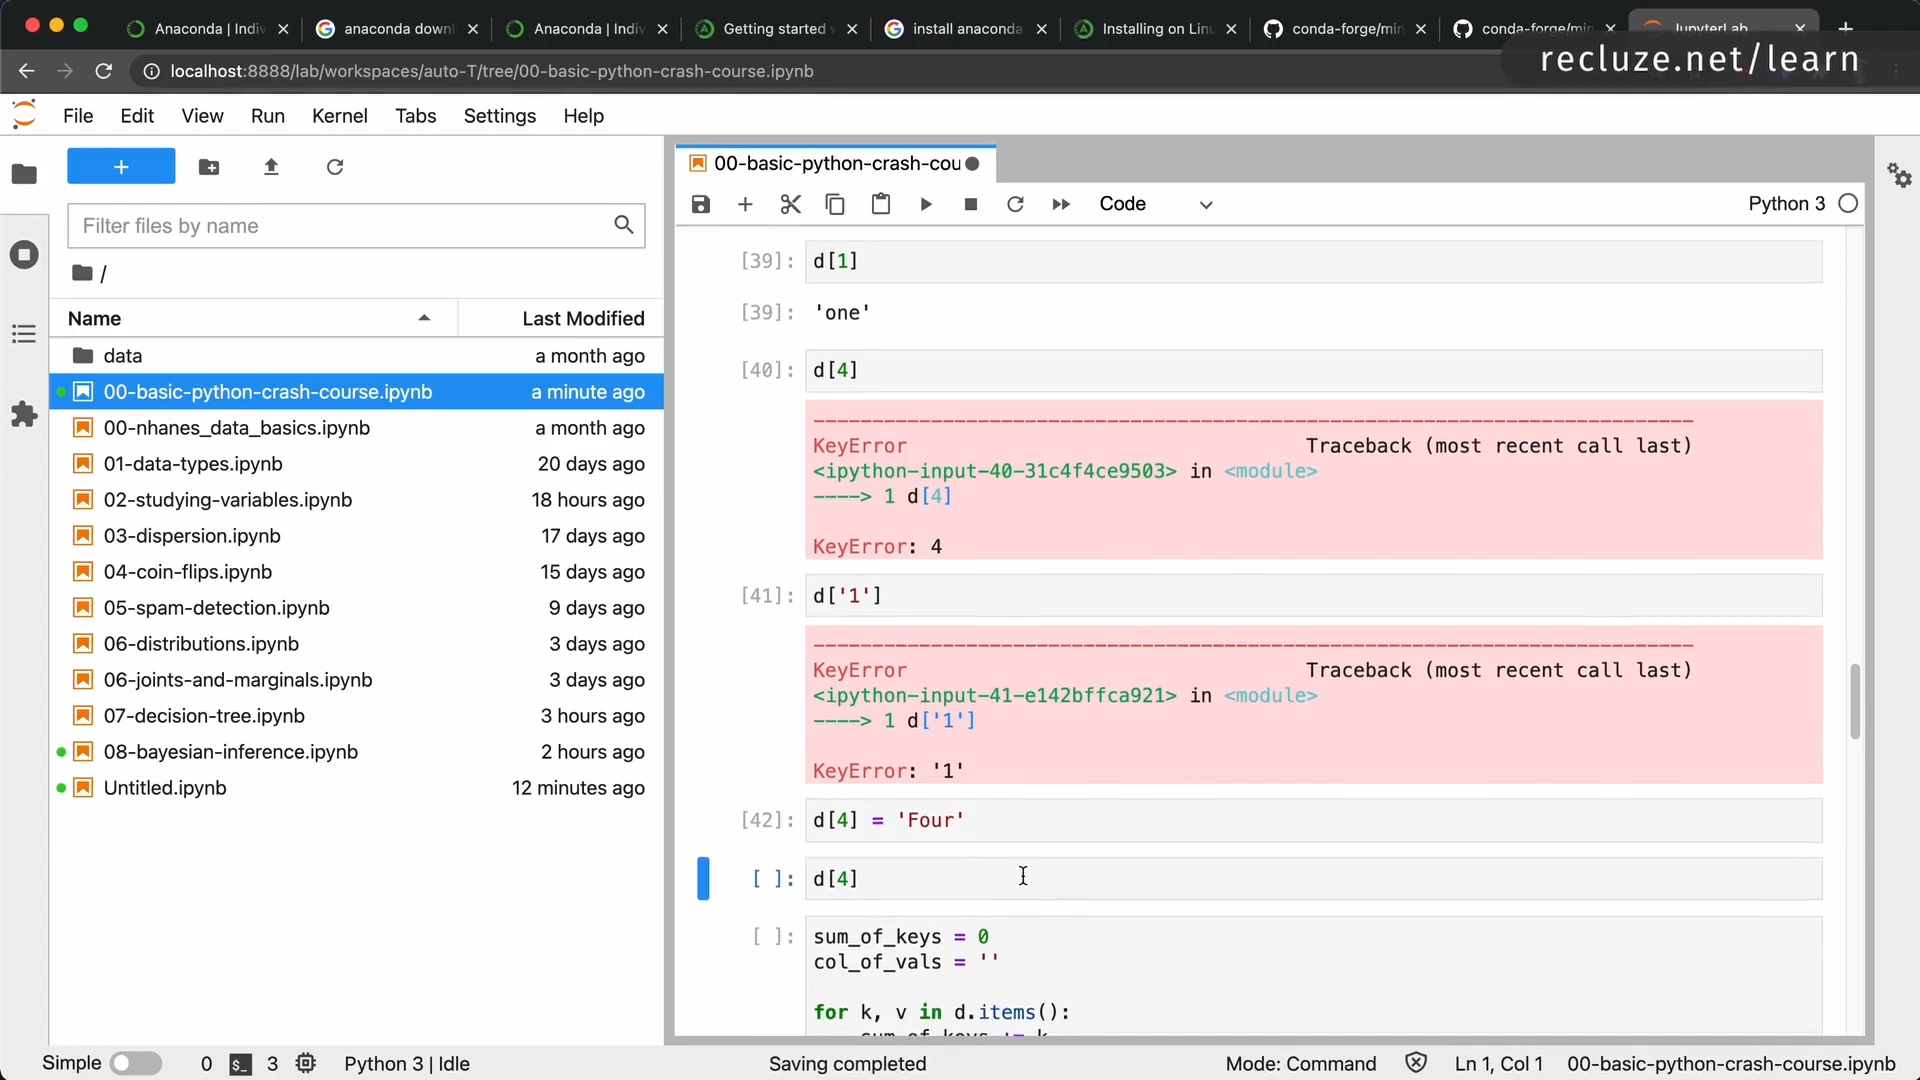 Anaconda | Indiv
anaconda downl
Anaconda | Indiv
Getting started w
install anaconda
Installing on Linu
conda-forge/min
conda-forge/min
JupyterLab
recluze.net/learn
localhost:8888/lab/workspaces/auto-T/tree/00-basic-python-crash-course.ipynb
File Edit View Run Kernel Tabs Settings Help
Filter files by name
/
Name Last Modified
data a month ago
00-basic-python-crash-course.ipynb a minute ago
00-nhanes_data_basics.ipynb a month ago
01-data-types.ipynb 20 days ago
02-studying-variables.ipynb 18 hours ago
03-dispersion.ipynb 17 days ago
04-coin-flips.ipynb 15 days ago
05-spam-detection.ipynb 9 days ago
06-distributions.ipynb 3 days ago
06-joints-and-marginals.ipynb 3 days ago
07-decision-tree.ipynb 3 hours ago
08-bayesian-inference.ipynb 2 hours ago
Untitled.ipynb 12 minutes ago
00-basic-python-crash-cou
Code
Python 3
[39]: d[1]
[39]: 'one'
[40]: d[4]
KeyError Traceback (most recent call last)
<ipython-input-40-31c4f4ce9503> in <module>
----> 1 d[4]
KeyError: 4
[41]: d['1']
KeyError Traceback (most recent call last)
<ipython-input-41-e142bffca921> in <module>
----> 1 d['1']
KeyError: '1'
[42]: d[4] = 'Four'
[ ]: d[4]
[ ]: sum_of_keys = 0
col_of_vals = ''
for k, v in d.items():
sum_of_keys += k
Simple 0 3 Python 3 | Idle Saving completed Mode: Command Ln 1, Col 1 00-basic-python-crash-course.ipynb